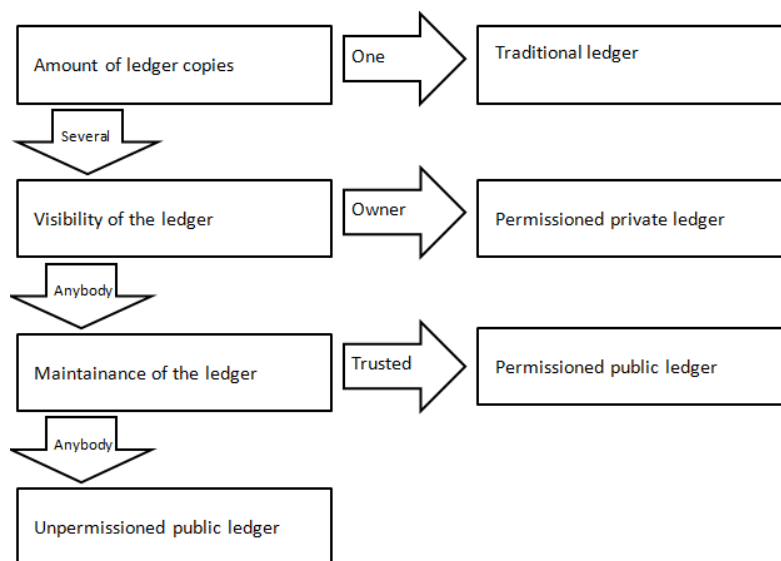 Amount of ledger copies
One
Traditional ledger
Several
Visibility of the ledger
Owner
Permissioned private ledger
Anybody
Maintainance of the ledger
Trusted
Permissioned public ledger
Anybody
Unpermissioned public ledger